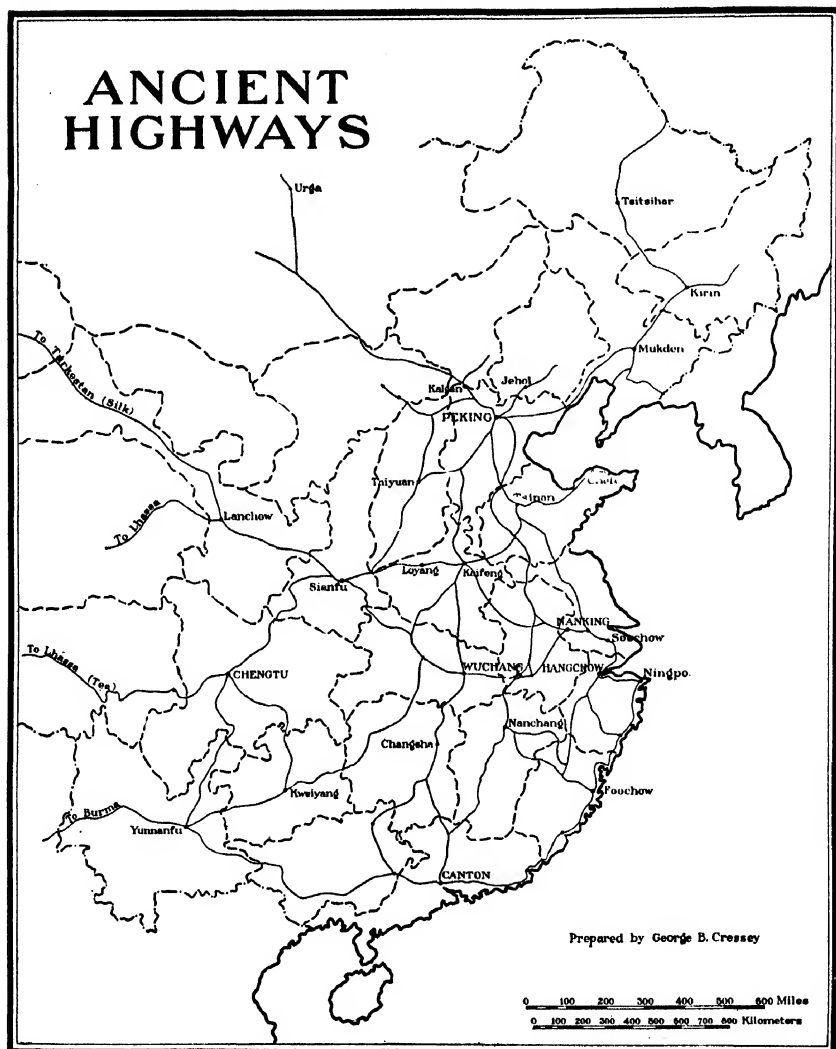 ANCIENT
HIGHWAYS
Urga
Tsitsihar
Kirin
Mukden
To Turkestan (Silk)
Jehol
Kalgan
PEKING
Taiyuan
Tsinan
To Lhassa
Lanchow
Loyang
Kaifeng
Sianfu
NANKING
Soochow
To Lhassa (Tea)
CHENGTU
WUCHANG
HANGCHOW
Ningpo
Nanchang
Changsha
Kweiyang
Foochow
To Burma
Yunnanfu
CANTON
Prepared by George B. Cressey
0 100 200 300 400 500 600 Miles
0 100 200 300 400 500 600 700 800 Kilometers